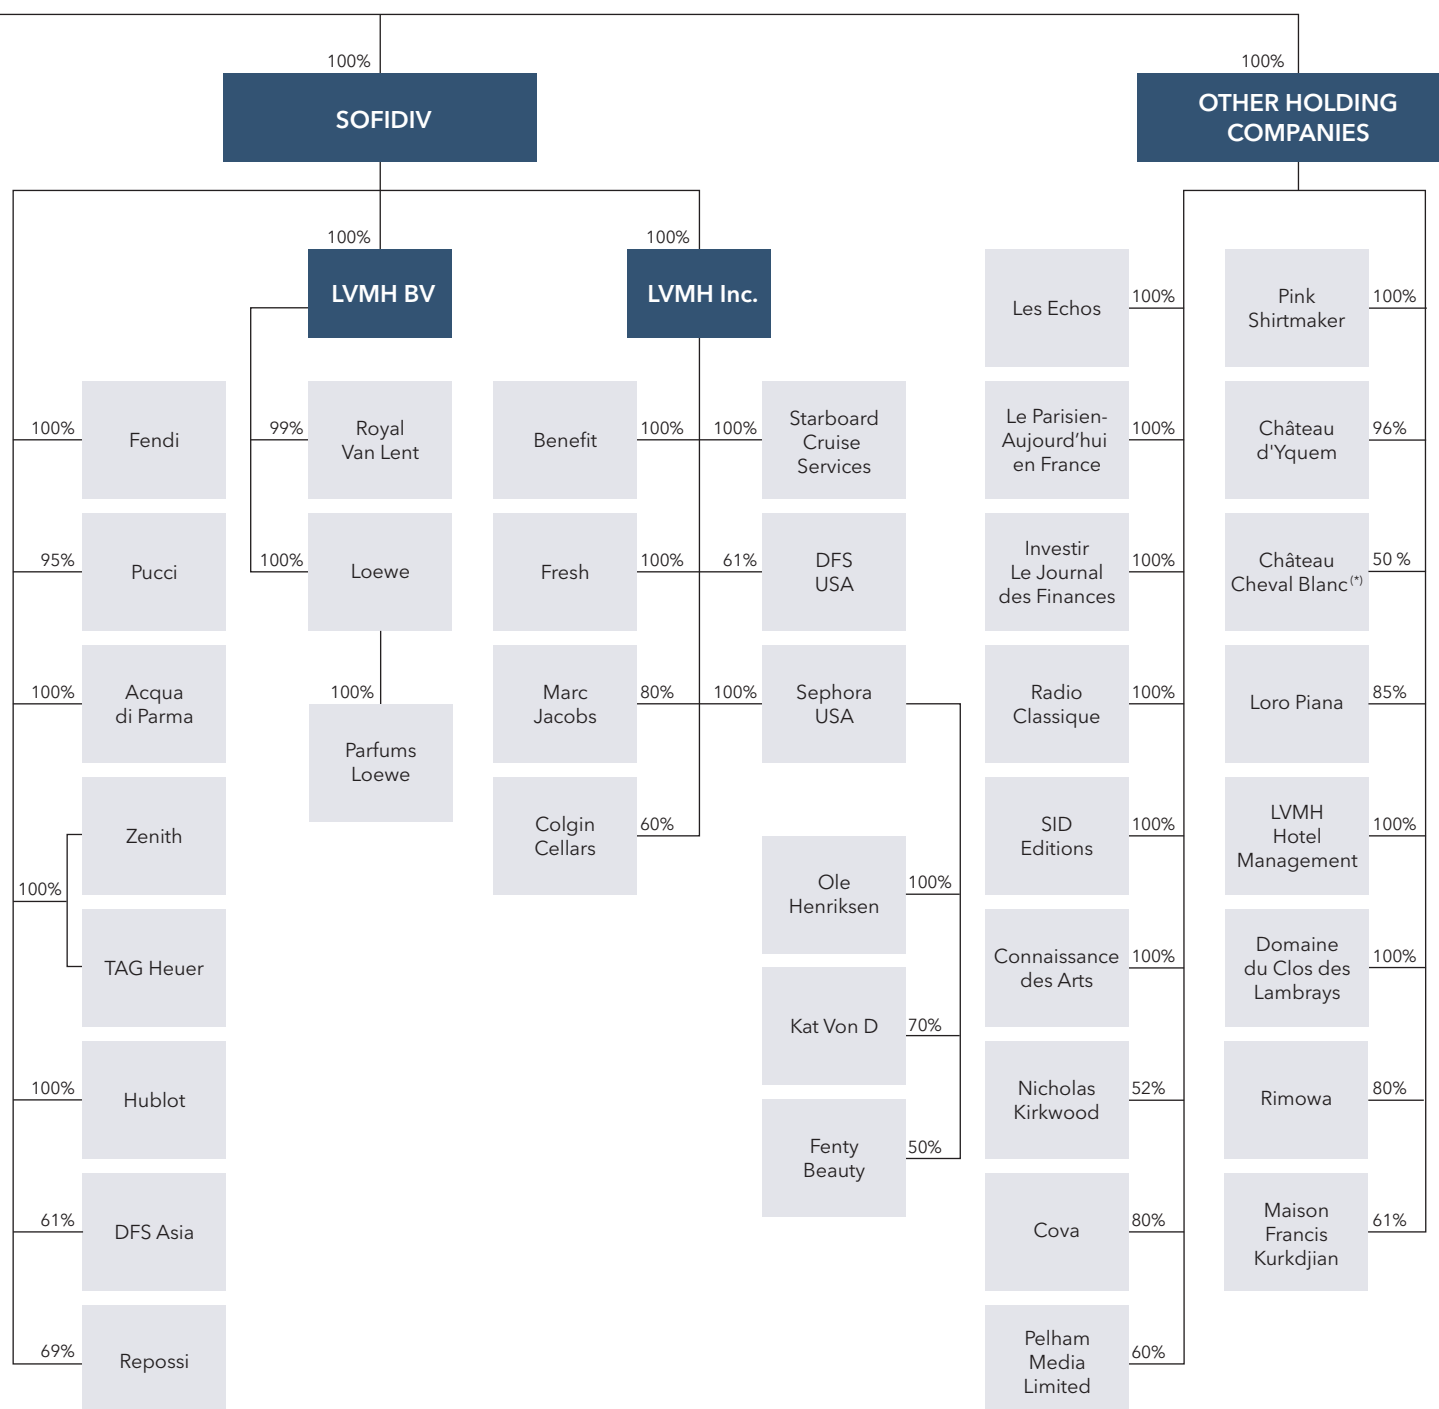 100%
SOFIDIV
100%
OTHER HOLDING
COMPANIES
100%
LVMH BV
100%
LVMH Inc.
100%
Fendi
95%
Pucci
100%
Acqua
di Parma
100%
Zenith
TAG Heuer
100%
Hublot
61%
DFS Asia
69%
Repossi
99%
Royal
Van Lent
100%
Loewe
100%
Parfums
Loewe
Benefit
100%
Fresh
100%
Marc
Jacobs
80%
Colgin
Cellars
60%
100%
Starboard
Cruise
Services
61%
DFS
USA
100%
Sephora
USA
Ole
Henriksen
100%
Kat Von D
70%
Fenty
Beauty
50%
Les Echos
100%
Le Parisien-
Aujourd'hui
en France
100%
Investir
Le Journal
des Finances
100%
Radio
Classique
100%
SID
Editions
100%
Connaissance
des Arts
100%
Nicholas
Kirkwood
52%
Cova
80%
Pelham
Media
Limited
60%
Pink
Shirtmaker
100%
Château
d'Yquem
96%
Château
Cheval Blanc (*)
50 %
Loro Piana
85%
LVMH
Hotel
Management
100%
Domaine
du Clos des
Lambrays
100%
Rimowa
80%
Maison
Francis
Kurkdjian
61%